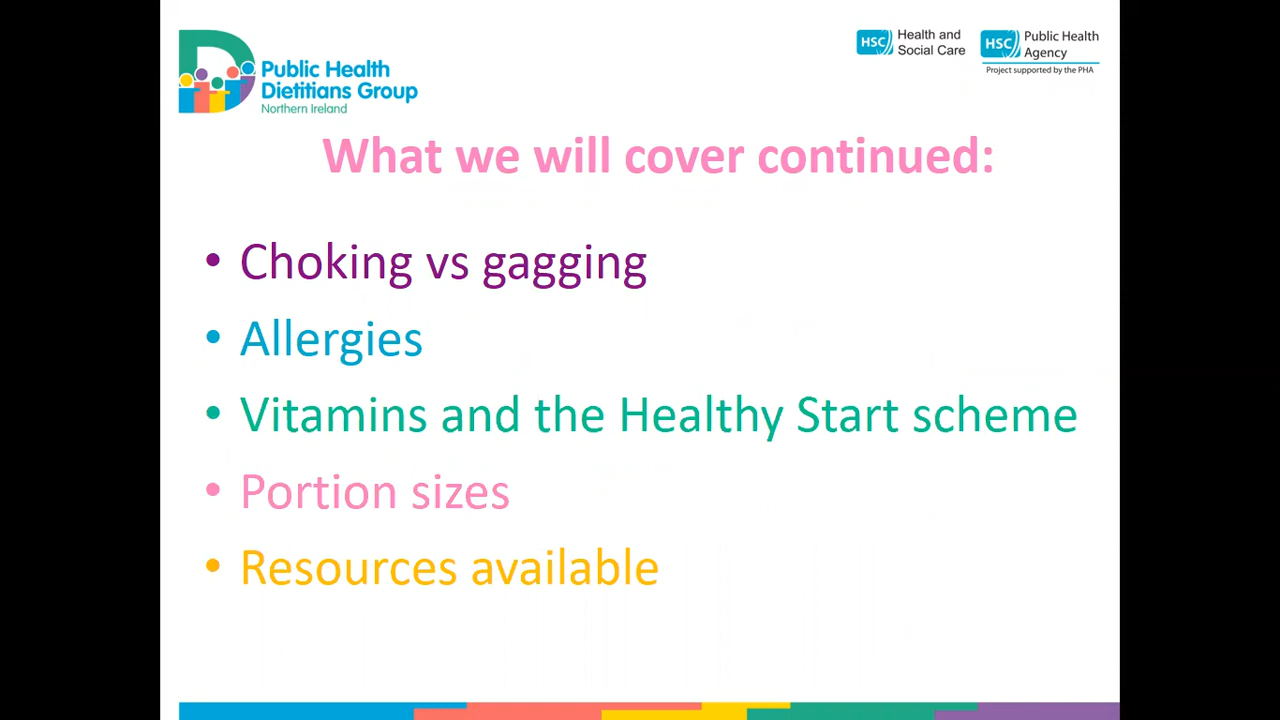 Public Health
Dietitians Group
Northern Ireland
HSC Health and
Social Care
HSC Public Health
Agency
Project supported by the PHA
What we will cover continued:
• Choking vs gagging
• Allergies
• Vitamins and the Healthy Start scheme
• Portion sizes
• Resources available